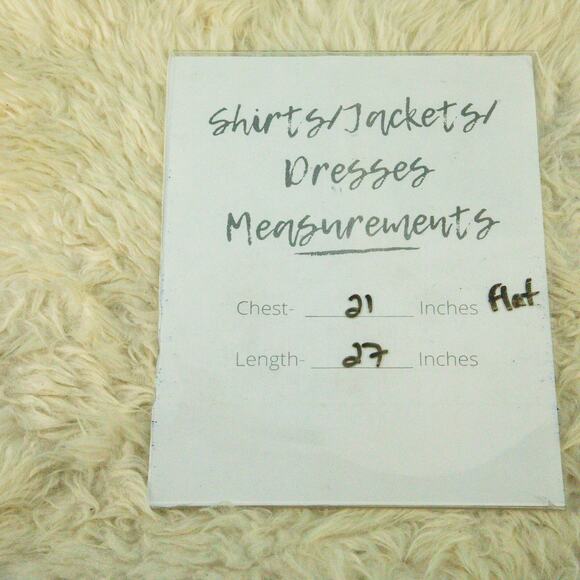 Shirts/Jackets/
Dresses
Measurements
Chest- 21 Inches Flat
Length- 27 Inches